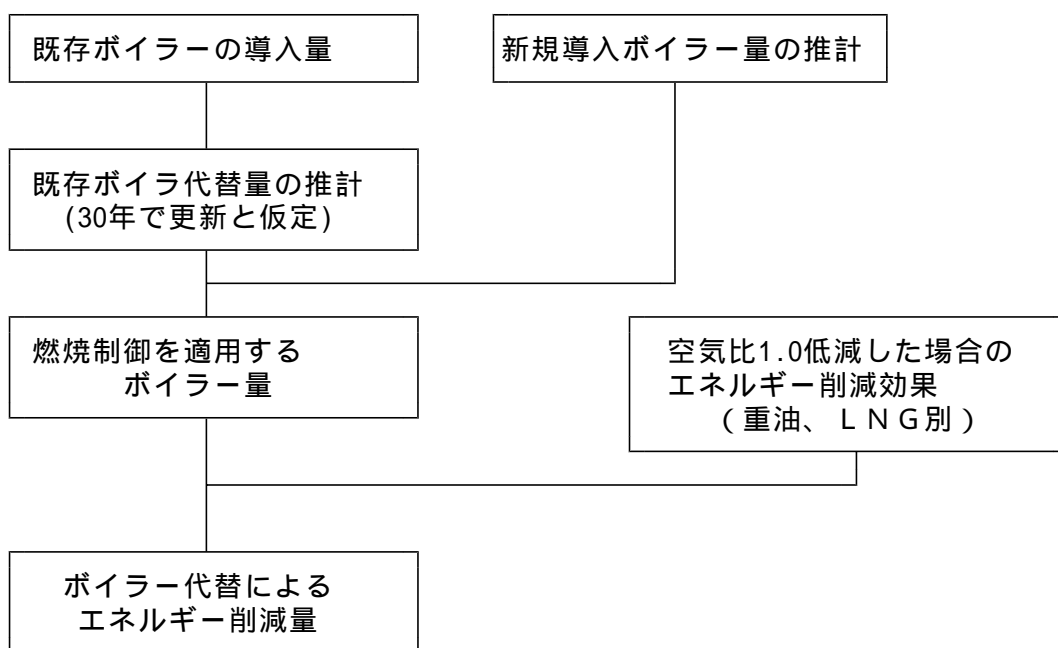 既存ボイラーの導入量
新規導入ボイラー量の推計
既存ボイラ代替量の推計
(30年で更新と仮定)
燃焼制御を適用する
ボイラー量
空気比1.0低減した場合の
エネルギー削減効果
(重油、ＬＮＧ別)
ボイラー代替による
エネルギー削減量